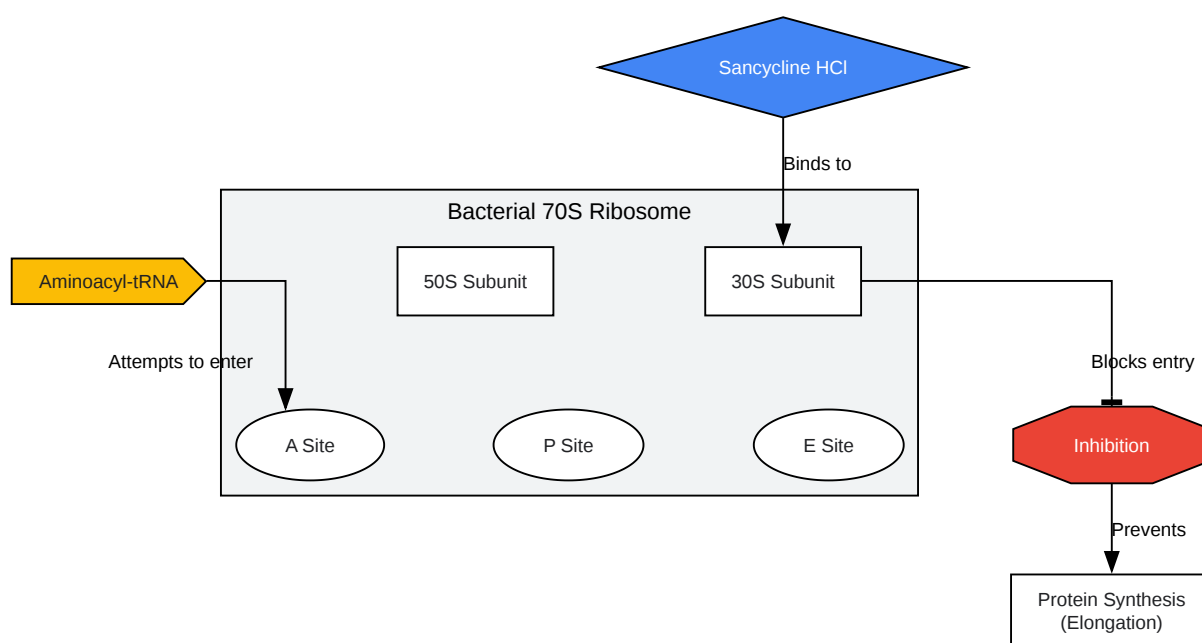 Sancycline HCl
Binds to
Bacterial 70S Ribosome
Aminoacyl-tRNA
50S Subunit
30S Subunit
Attempts to enter
Blocks entry
A Site
P Site
E Site
Inhibition
Prevents
Protein Synthesis
(Elongation)